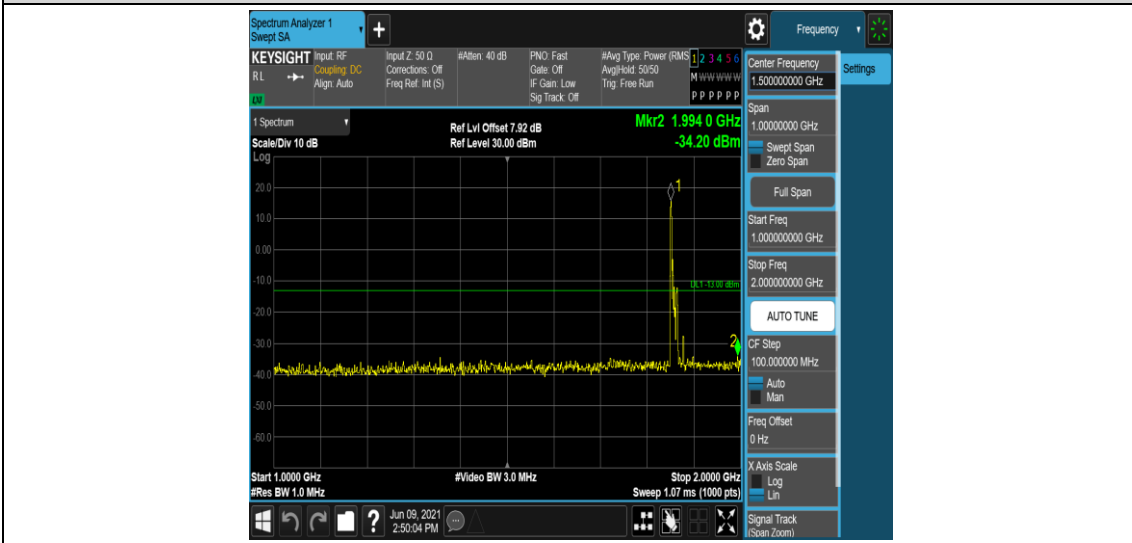 Spectrum Analyzer 1
Swept SA
+
Frequency
KEYSIGHT
RL
LXI
Input: RF
Coupling: DC
Align: Auto
Input Z: 50 Ω
Corrections: Off
Freq Ref: Int (S)
#Atten: 40 dB
PNO: Fast
Gate: Off
IF Gain: Low
Sig Track: Off
#Avg Type: Power (RMS
Avg|Hold: 50/50
Trig: Free Run
1 2 3 4 5 6
M W W W W W
P P P P P P
Center Frequency
1.500000000 GHz
Settings
Span
1.00000000 GHz
Swept Span
Zero Span
Full Span
Start Freq
1.000000000 GHz
Stop Freq
2.000000000 GHz
AUTO TUNE
CF Step
100.000000 MHz
Auto
Man
Freq Offset
0 Hz
X Axis Scale
Log
Lin
Signal Track
(Span Zoom)
1 Spectrum
Scale/Div 10 dB
Log
Ref Lvl Offset 7.92 dB
Ref Level 30.00 dBm
Mkr2 1.994 0 GHz
-34.20 dBm
20.0
10.0
0.00
-10.0
-20.0
-30.0
-40.0
-50.0
-60.0
1
DL1 -13.00 dBm
2
Start 1.0000 GHz
#Res BW 1.0 MHz
#Video BW 3.0 MHz
Stop 2.0000 GHz
Sweep 1.07 ms (1000 pts)
?
Jun 09, 2021
2:50:04 PM